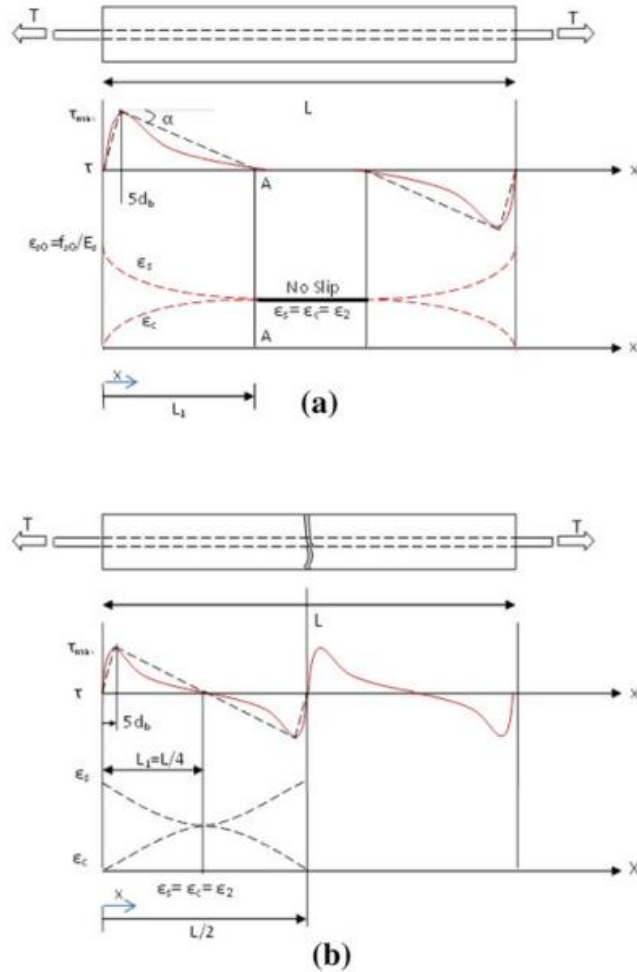 T T
L
τmax
α
τ x
A
5db
εs0=fs0/Es
εs
No Slip
εs= εc= ε2
εc
A
x
x
L1
(a)
T T
L
τmax
τ x
5db
L1=L/4
εs
εc x
x εs= εc= ε2
L/2
(b)